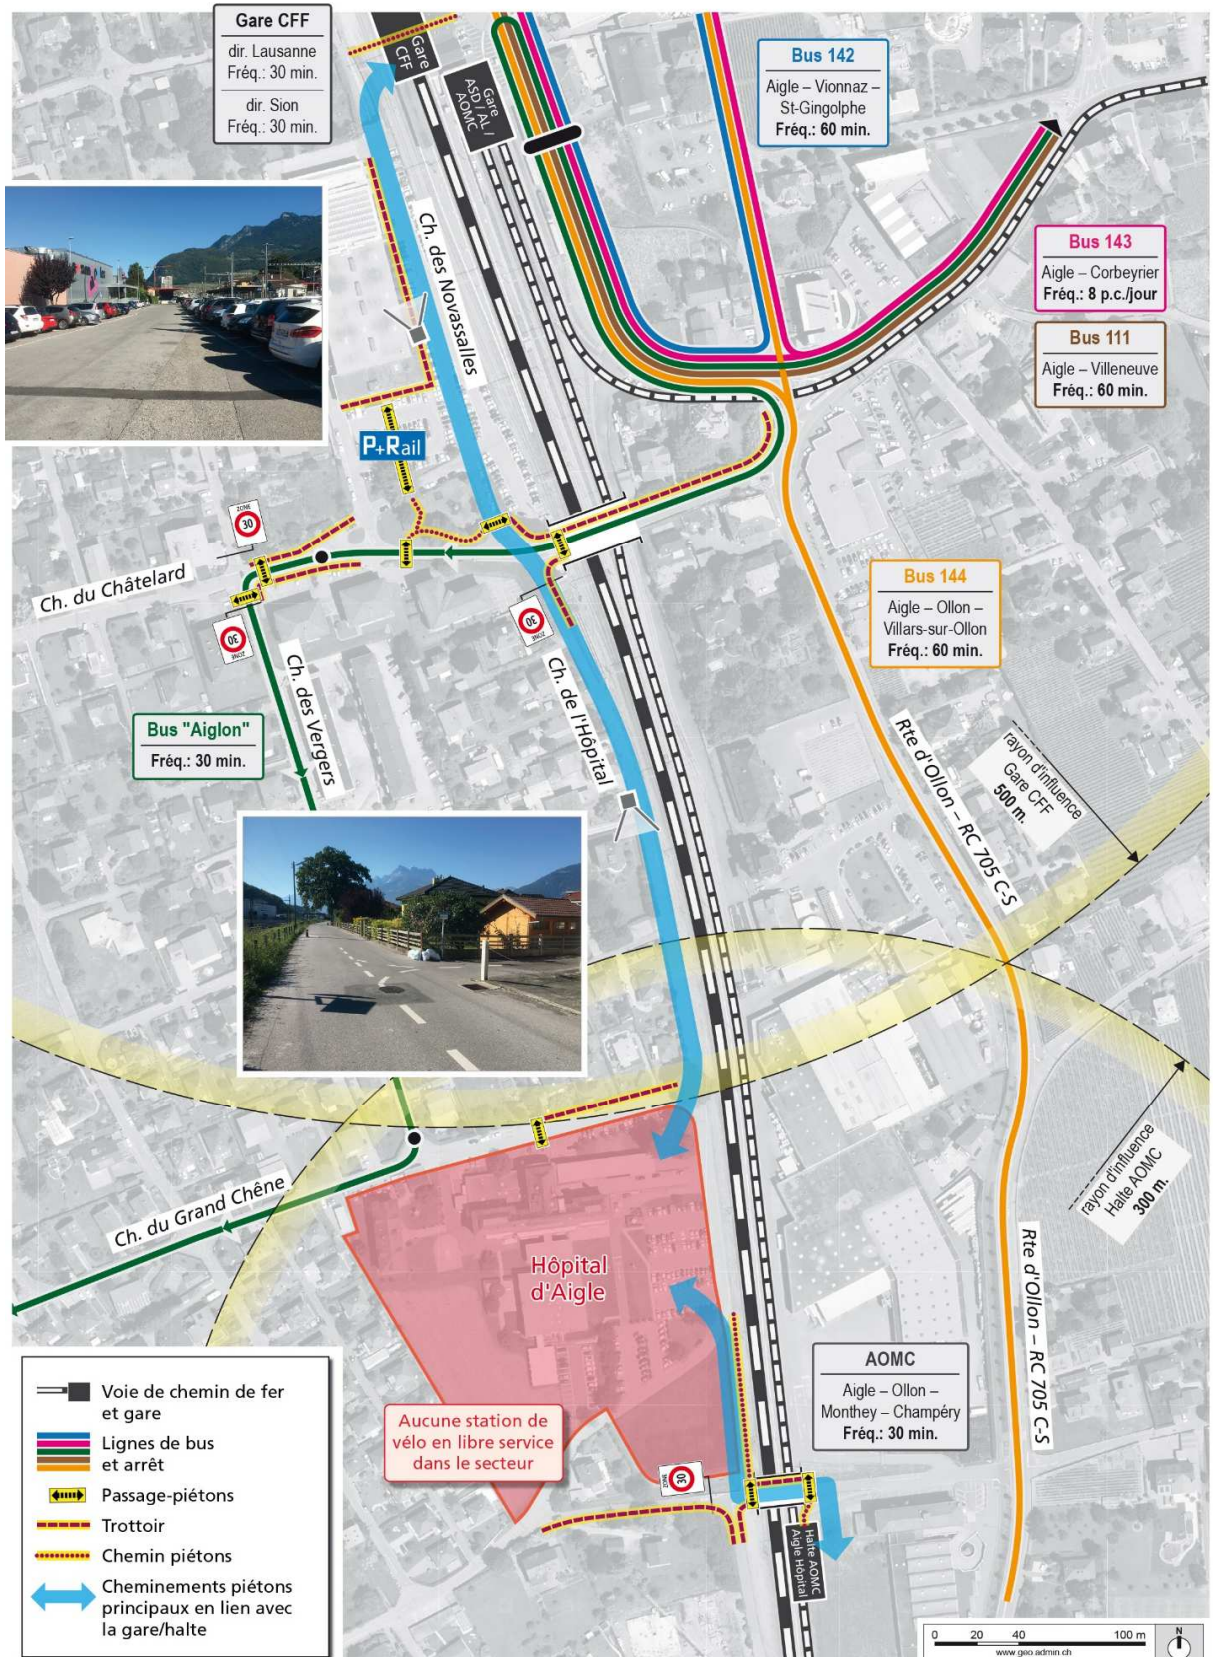 Gare CFF
dir. Lausanne
Fréq.: 30 min.
dir. Sion
Fréq.: 30 min.
Gare
CFF
Gare
ASD / AL /
AOMC
Bus 142
Aigle – Vionnaz –
St-Gingolphe
Fréq.: 60 min.
Bus 143
Aigle – Corbeyrier
Fréq.: 8 p.c./jour
Bus 111
Aigle – Villeneuve
Fréq.: 60 min.
Ch. des Novassalles
P+Rail
ZONE
30
Ch. du Châtelard
30
ZONE
30
ZONE
Ch. des Vergers
Ch. de l'Hôpital
Bus 144
Aigle – Ollon –
Villars-sur-Ollon
Fréq.: 60 min.
Bus "Aiglon"
Fréq.: 30 min.
Rte d'Ollon – RC 705 C-S
rayon d'influence
Gare CFF
500 m.
rayon d'influence
Halte AOMC
300 m.
Ch. du Grand Chêne
Hôpital
d'Aigle
Rte d'Ollon – RC 705 C-S
AOMC
Aigle – Ollon –
Monthey – Champéry
Fréq.: 30 min.
Aucune station de
vélo en libre service
dans le secteur
30
ZONE
Halte AOMC
Aigle Hôpital
Voie de chemin de fer
et gare
Lignes de bus
et arrêt
Passage-piétons
Trottoir
Chemin piétons
Cheminements piétons
principaux en lien avec
la gare/halte
0 20 40 100 m
www.geo.admin.ch
N